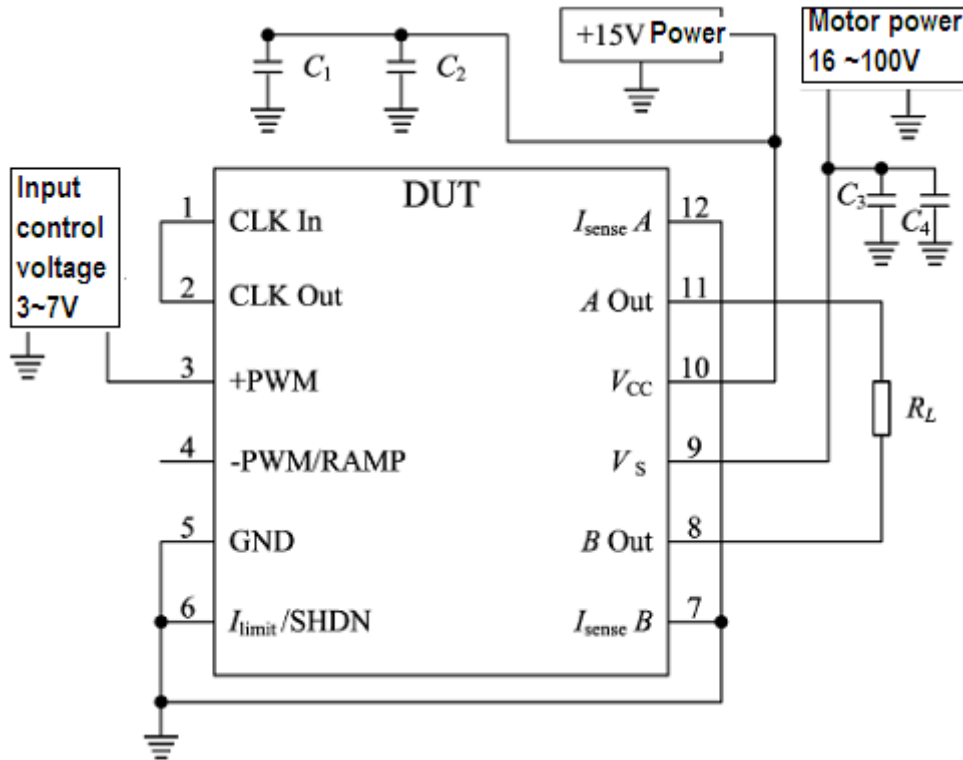 +15V Power
Motor power
16 ~100V
C1
C2
Input
control
voltage
3~7V
DUT
C3
C4
1
CLK In
Isense A
12
2
CLK Out
A Out
11
3
+PWM
VCC
10
RL
4
-PWM/RAMP
VS
9
5
GND
B Out
8
6
Ilimit/SHDN
Isense B
7